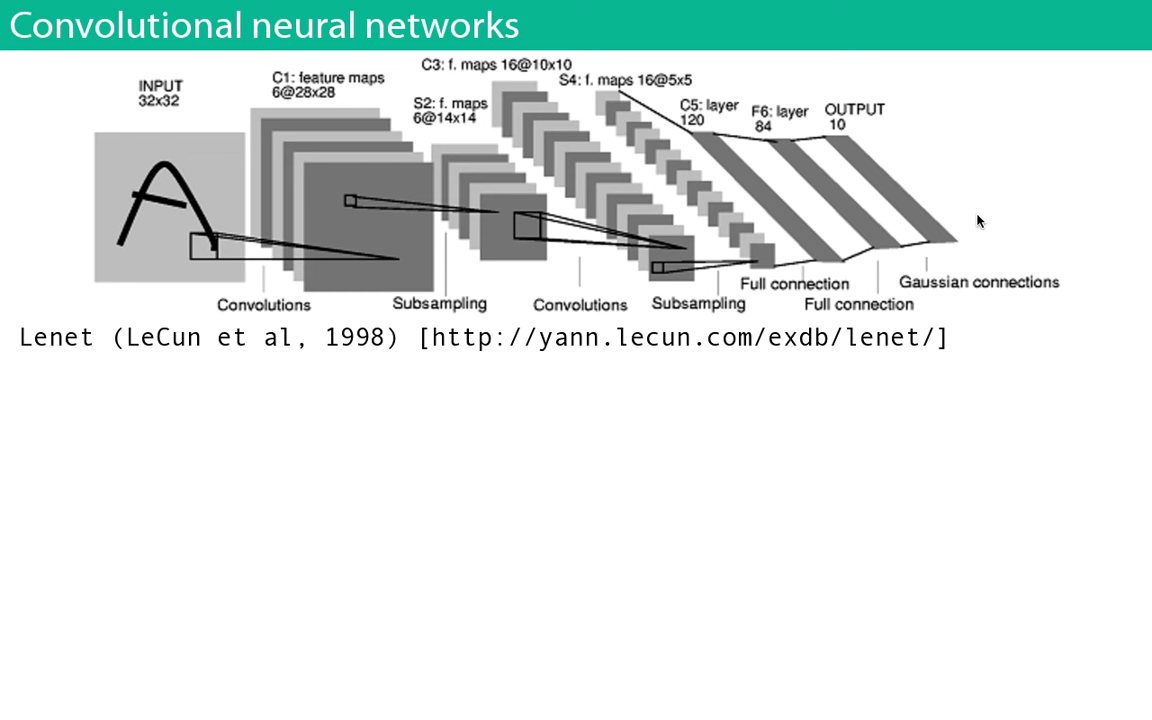 Convolutional neural networks
INPUT
32x32
C1: feature maps
6@28x28
S2: f. maps
6@14x14
C3: f. maps 16@10x10
S4: f. maps 16@5x5
C5: layer
120
F6: layer
84
OUTPUT
10
A
Convolutions
Subsampling
Convolutions
Subsampling
Full connection
Full connection
Gaussian connections
Lenet (LeCun et al, 1998) [http://yann.lecun.com/exdb/lenet/]